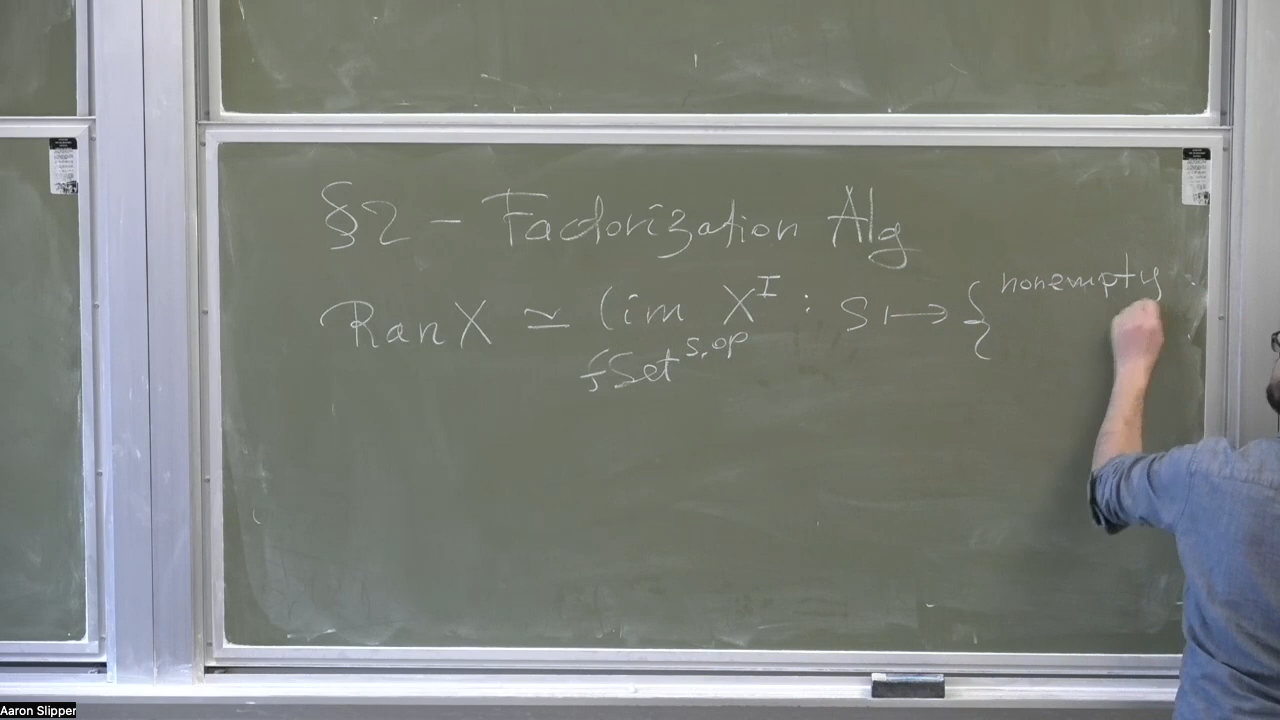 §2 – Factorization Alg
Ran X ≃ lim X^I : S ↦ { nonempty
fSet^{s,op}
Aaron Slipper